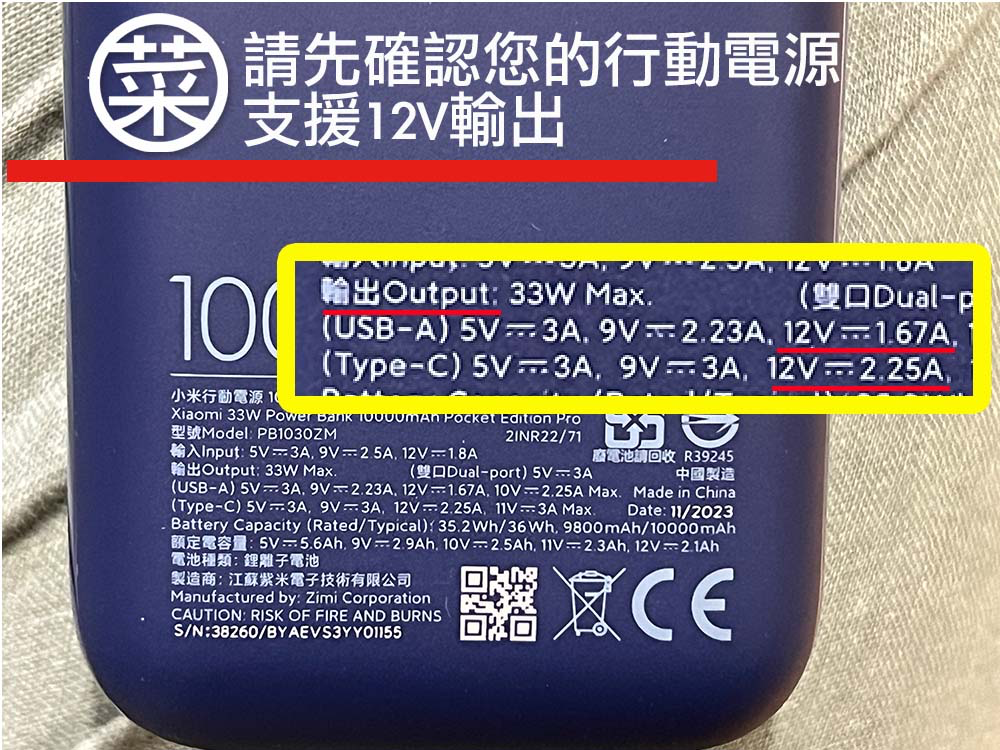 菜
請先確認您的行動電源
支援12V輸出
輸出Output: 33W Max. (雙口Dual-p
(USB-A) 5V⎓3A, 9V⎓2.23A, 12V⎓1.67A,
(Type-C) 5V⎓3A, 9V⎓3A, 12V⎓2.25A,
小米行動電源
Xiaomi 33W Power Bank 10000mAh Pocket Edition Pro
型號Model: PB1030ZM 2INR22/71
輸入Input: 5V⎓3A, 9V⎓2.5A, 12V⎓1.8A
廢電池請回收 R39245
輸出Output: 33W Max. (雙口Dual-port) 5V⎓3A
中國製造
(USB-A) 5V⎓3A, 9V⎓2.23A, 12V⎓1.67A, 10V⎓2.25A Max. Made in China
(Type-C) 5V⎓3A, 9V⎓3A, 12V⎓2.25A, 11V⎓3A Max. Date: 11/2023
Battery Capacity (Rated/Typical): 35.2Wh/36Wh, 9800mAh/10000mAh
額定電容量: 5V⎓5.6Ah, 9V⎓2.9Ah, 10V⎓2.5Ah, 11V⎓2.3Ah, 12V⎓2.1Ah
電池種類: 鋰離子電池
製造商: 江蘇紫米電子技術有限公司
Manufactured by: Zimi Corporation
CAUTION: RISK OF FIRE AND BURNS
S/N:38260/BYAEVS3YY01155
CE